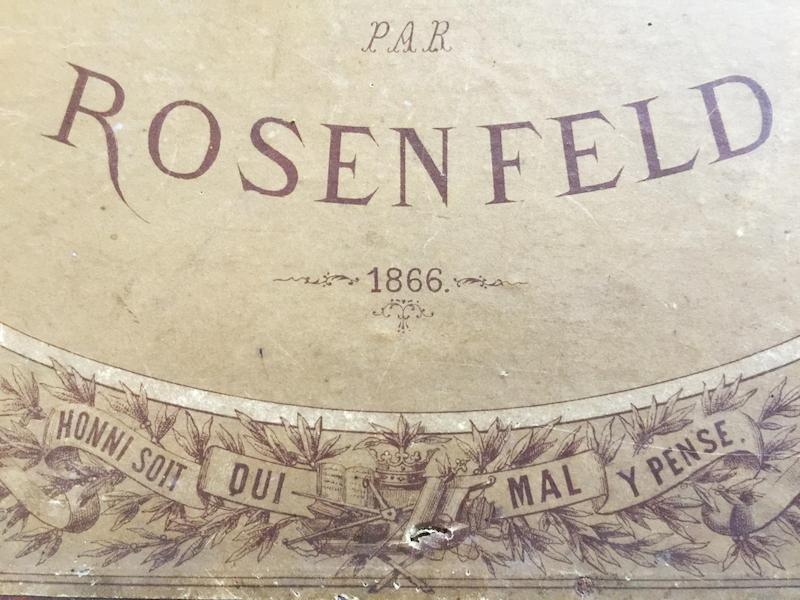 PAR
ROSENFELD
1866.
HONNI SOIT QUI MAL Y PENSE.